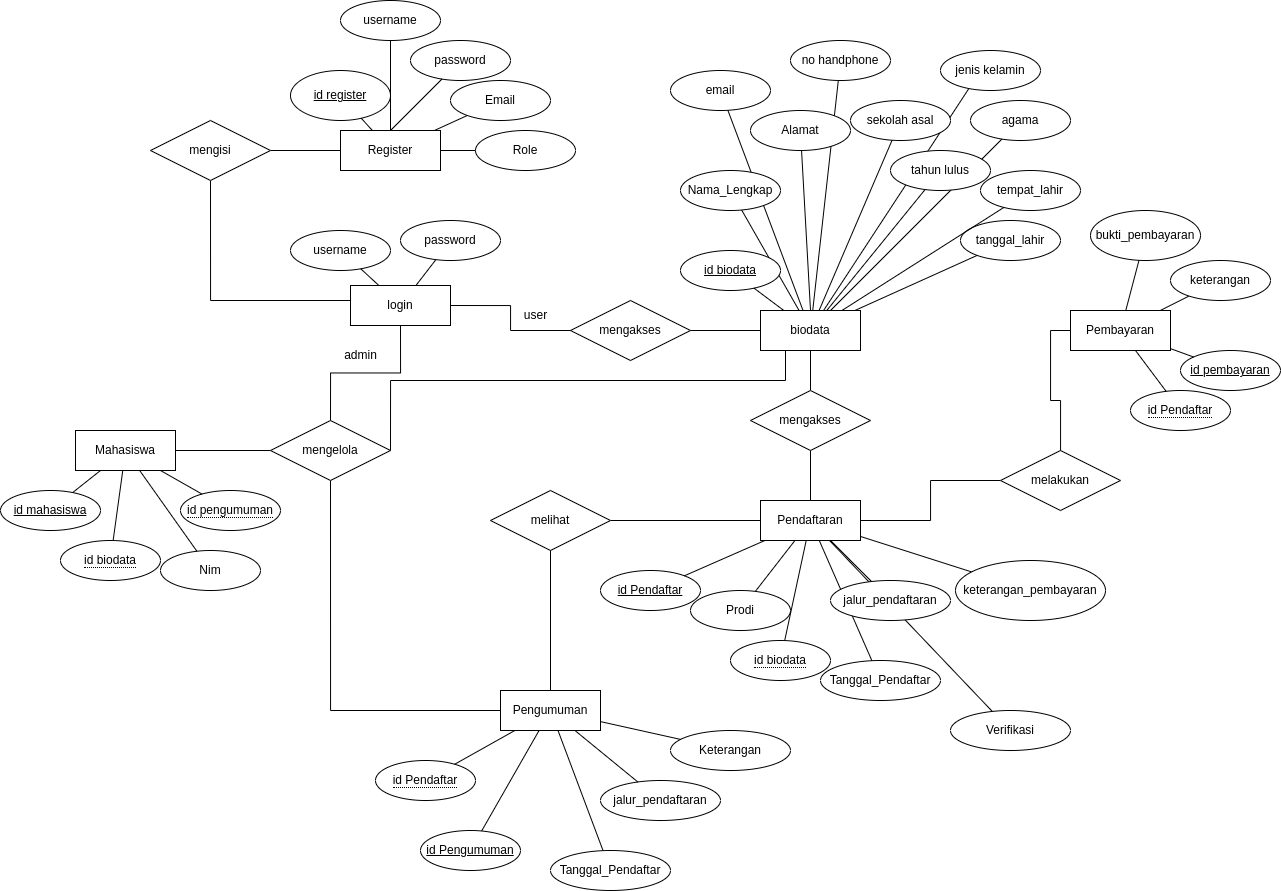 username
no handphone
password
jenis kelamin
email
id register
Email
sekolah asal
agama
Alamat
mengisi
Register
Role
tahun lulus
Nama_Lengkap
tempat_lahir
bukti_pembayaran
password
tanggal_lahir
username
id biodata
keterangan
login
user
mengakses
biodata
Pembayaran
admin
id pembayaran
id Pendaftar
mengakses
Mahasiswa
mengelola
melakukan
id mahasiswa
id pengumuman
melihat
Pendaftaran
id biodata
Nim
id Pendaftar
Prodi
jalur_pendaftaran
keterangan_pembayaran
id biodata
Tanggal_Pendaftar
Pengumuman
Verifikasi
Keterangan
id Pendaftar
jalur_pendaftaran
id Pengumuman
Tanggal_Pendaftar